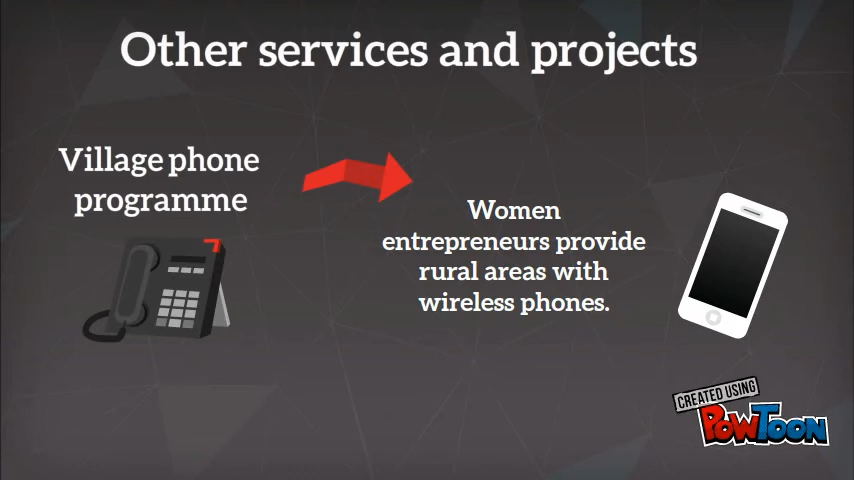 Other services and projects
Village phone
programme
Women
entrepreneurs provide
rural areas with
wireless phones.
CREATED USING
POWTOON